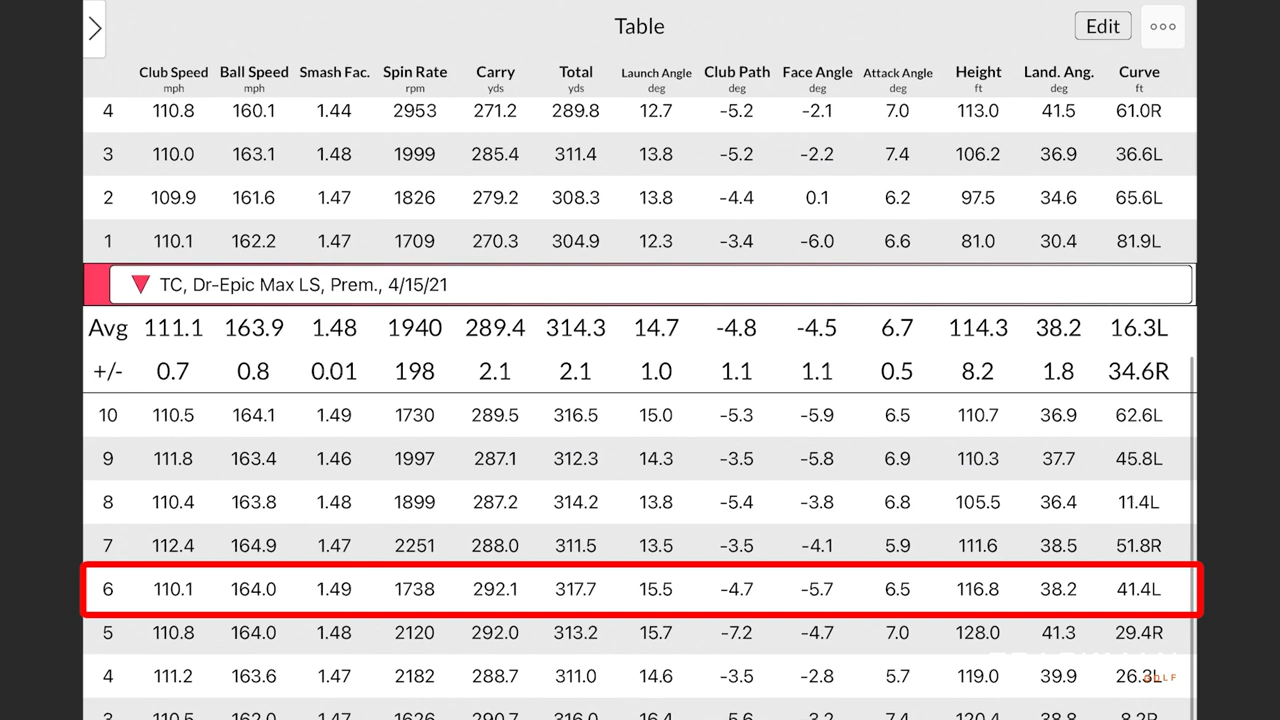 Table
Edit
Club Speed Ball Speed Smash Fac. Spin Rate Carry Total Launch Angle Club Path Face Angle Attack Angle Height Land. Ang. Curve
mph mph rpm yds yds deg deg deg deg ft deg ft
4 110.8 160.1 1.44 2953 271.2 289.8 12.7 -5.2 -2.1 7.0 113.0 41.5 61.0R
3 110.0 163.1 1.48 1999 285.4 311.4 13.8 -5.2 -2.2 7.4 106.2 36.9 36.6L
2 109.9 161.6 1.47 1826 279.2 308.3 13.8 -4.4 0.1 6.2 97.5 34.6 65.6L
1 110.1 162.2 1.47 1709 270.3 304.9 12.3 -3.4 -6.0 6.6 81.0 30.4 81.9L
TC, Dr-Epic Max LS, Prem., 4/15/21
Avg 111.1 163.9 1.48 1940 289.4 314.3 14.7 -4.8 -4.5 6.7 114.3 38.2 16.3L
+/- 0.7 0.8 0.01 198 2.1 2.1 1.0 1.1 1.1 0.5 8.2 1.8 34.6R
10 110.5 164.1 1.49 1730 289.5 316.5 15.0 -5.3 -5.9 6.5 110.7 36.9 62.6L
9 111.8 163.4 1.46 1997 287.1 312.3 14.3 -3.5 -5.8 6.9 110.3 37.7 45.8L
8 110.4 163.8 1.48 1899 287.2 314.2 13.8 -5.4 -3.8 6.8 105.5 36.4 11.4L
7 112.4 164.9 1.47 2251 288.0 311.5 13.5 -3.5 -4.1 5.9 111.6 38.5 51.8R
6 110.1 164.0 1.49 1738 292.1 317.7 15.5 -4.7 -5.7 6.5 116.8 38.2 41.4L
5 110.8 164.0 1.48 2120 292.0 313.2 15.7 -7.2 -4.7 7.0 128.0 41.3 29.4R
4 111.2 163.6 1.47 2182 288.7 311.0 14.6 -3.5 -2.8 5.7 119.0 39.9